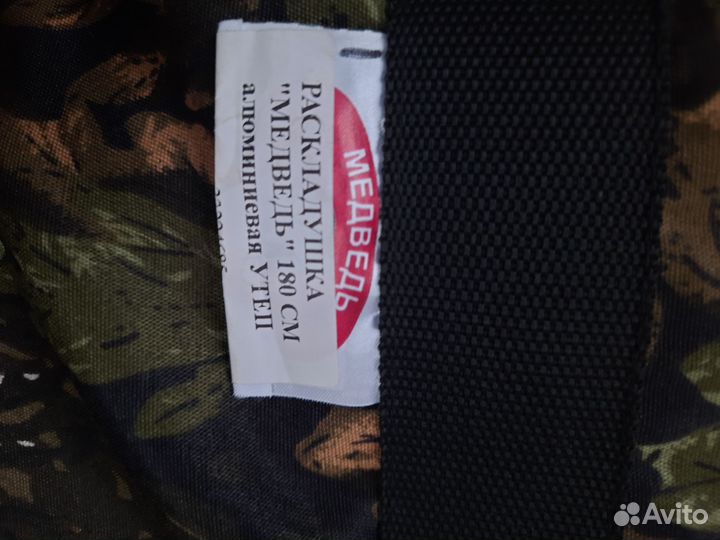 РАСКЛАДУШКА
"МЕДВЕДЬ" 180 СМ
алюминиевая УТЕП
МЕДВЕДЬ
Avito